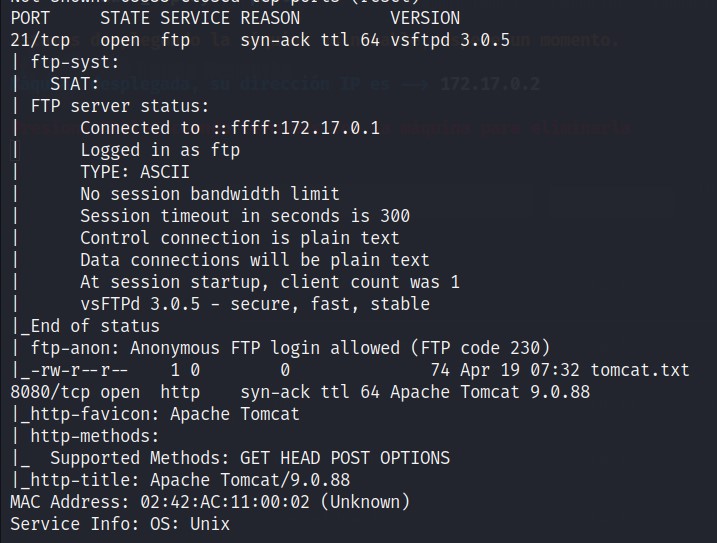 PORT     STATE SERVICE REASON         VERSION
21/tcp   open  ftp     syn-ack ttl 64 vsftpd 3.0.5
| ftp-syst:
|   STAT:
| FTP server status:
|      Connected to ::ffff:172.17.0.1
|      Logged in as ftp
|      TYPE: ASCII
|      No session bandwidth limit
|      Session timeout in seconds is 300
|      Control connection is plain text
|      Data connections will be plain text
|      At session startup, client count was 1
|      vsFTPd 3.0.5 - secure, fast, stable
|_End of status
| ftp-anon: Anonymous FTP login allowed (FTP code 230)
|_-rw-r--r--    1 0        0              74 Apr 19 07:32 tomcat.txt
8080/tcp open  http    syn-ack ttl 64 Apache Tomcat 9.0.88
|_http-favicon: Apache Tomcat
| http-methods:
|_  Supported Methods: GET HEAD POST OPTIONS
|_http-title: Apache Tomcat/9.0.88
MAC Address: 02:42:AC:11:00:02 (Unknown)
Service Info: OS: Unix